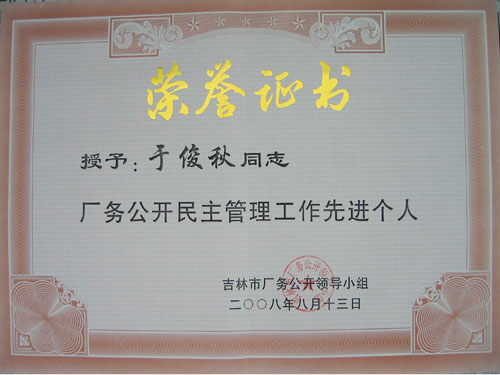 荣誉证书
授予：于俊秋同志
厂务公开民主管理工作先进个人
吉林市厂务公开领导小组
二〇〇八年八月十三日